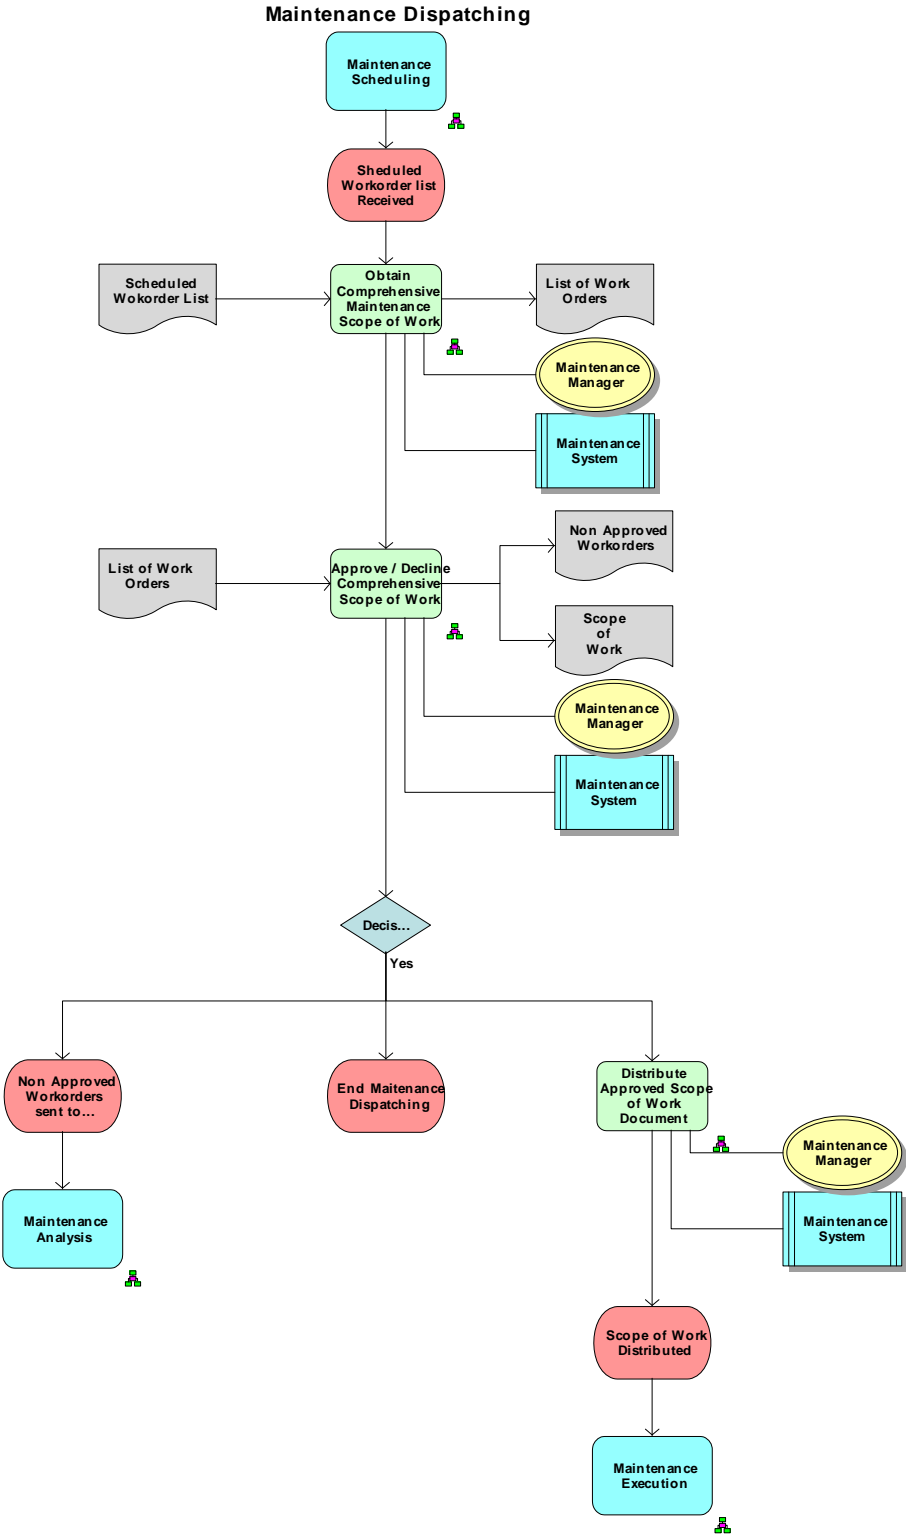 Maintenance Dispatching
Maintenance
Scheduling
Sheduled
Workorder list
Received
Scheduled
Wokorder List
Obtain
Comprehensive
Maintenance
Scope of Work
List of Work
Orders
Maintenance
Manager
Maintenance
System
List of Work
Orders
Approve / Decline
Comprehensive
Scope of Work
Non Approved
Workorders
Scope
of
Work
Maintenance
Manager
Maintenance
System
Decis...
Yes
Non Approved
Workorders
sent to...
End Maitenance
Dispatching
Distribute
Approved Scope
of Work
Document
Maintenance
Manager
Maintenance
Analysis
Maintenance
System
Scope of Work
Distributed
Maintenance
Execution